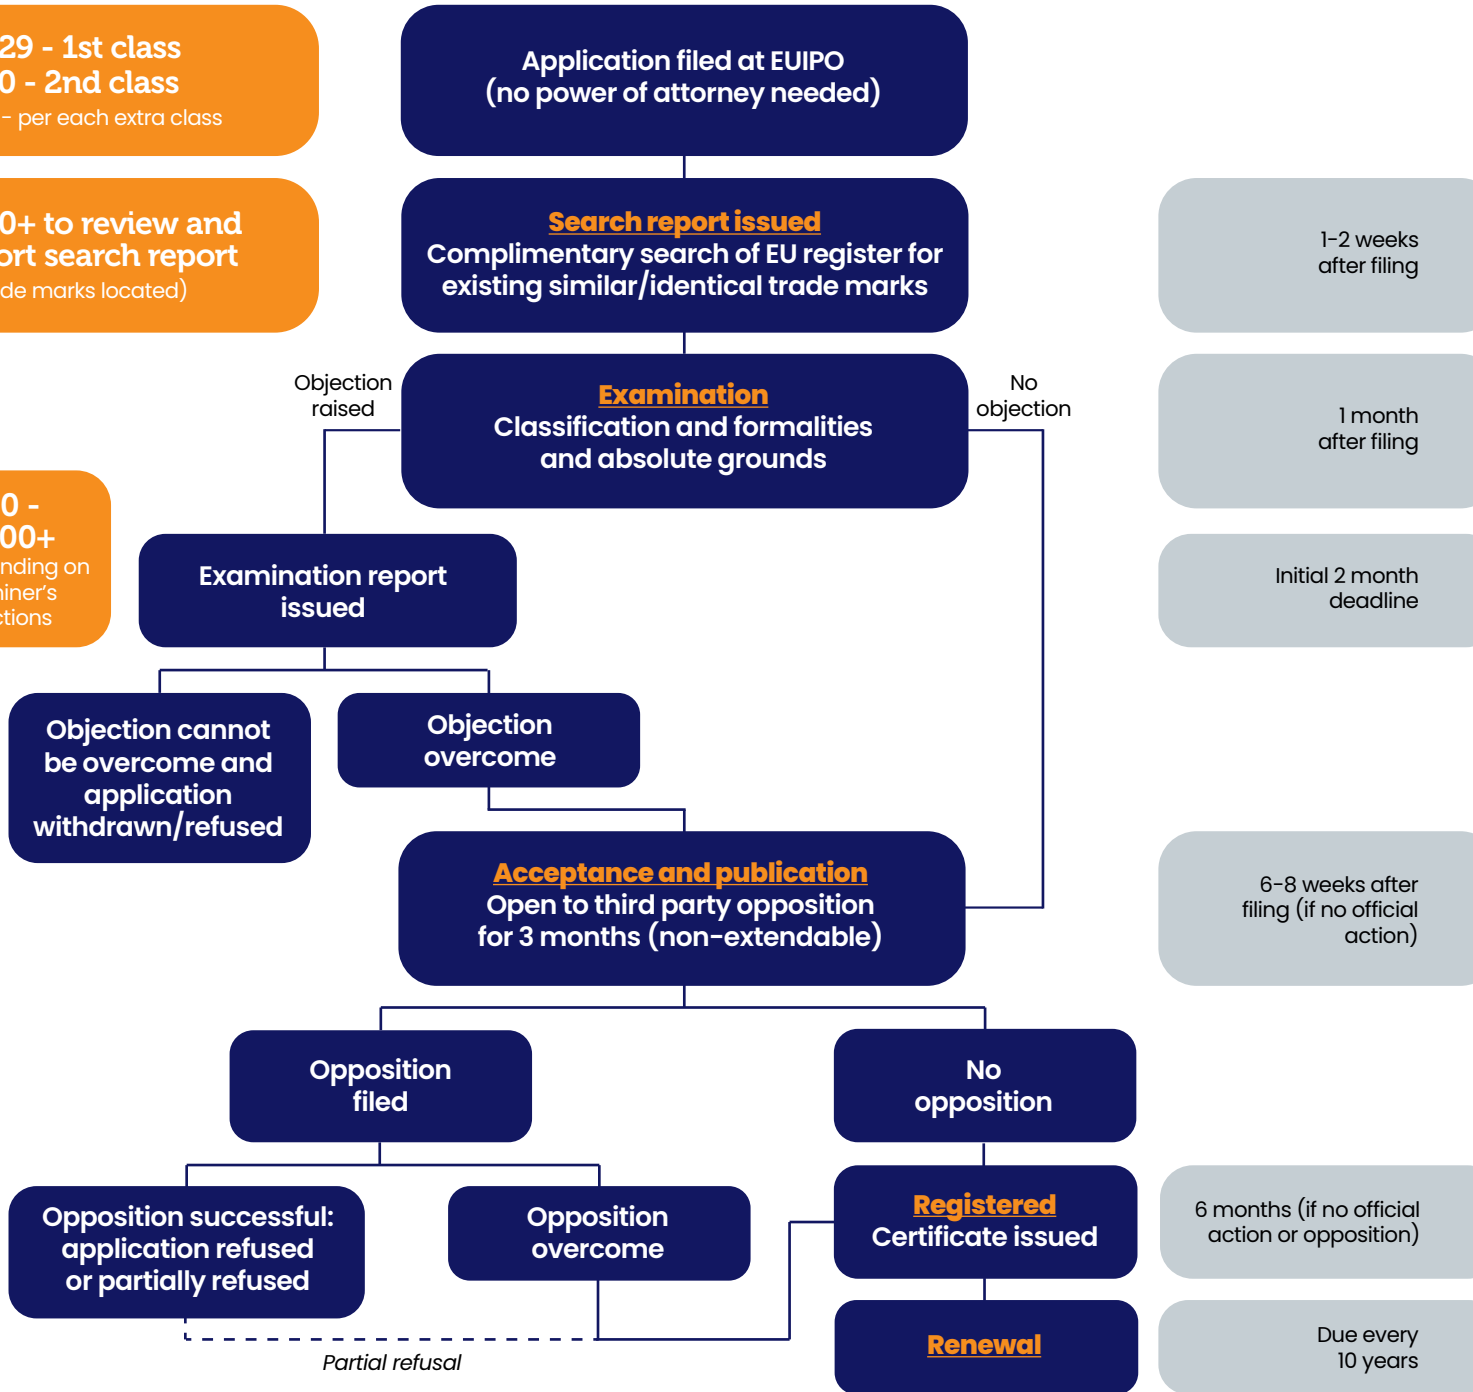 29 - 1st class
0 - 2nd class
- per each extra class
Application filed at EUIPO
(no power of attorney needed)
0+ to review and
search report
marks located)
Search report issued
Complimentary search of EU register for
existing similar/identical trade marks
1-2 weeks
after filing
Objection
raised
Examination
Classification and formalities
and absolute grounds
No
objection
1 month
after filing
0 -
00+
on
Examination report
issued
Initial 2 month
deadline
Objection cannot
be overcome and
application
withdrawn/refused
Objection
overcome
Acceptance and publication
Open to third party opposition
for 3 months (non-extendable)
6-8 weeks after
filing (if no official
action)
Opposition
filed
No
opposition
Opposition successful:
application refused
or partially refused
Opposition
overcome
Registered
Certificate issued
6 months (if no official
action or opposition)
Partial refusal
Renewal
Due every
10 years